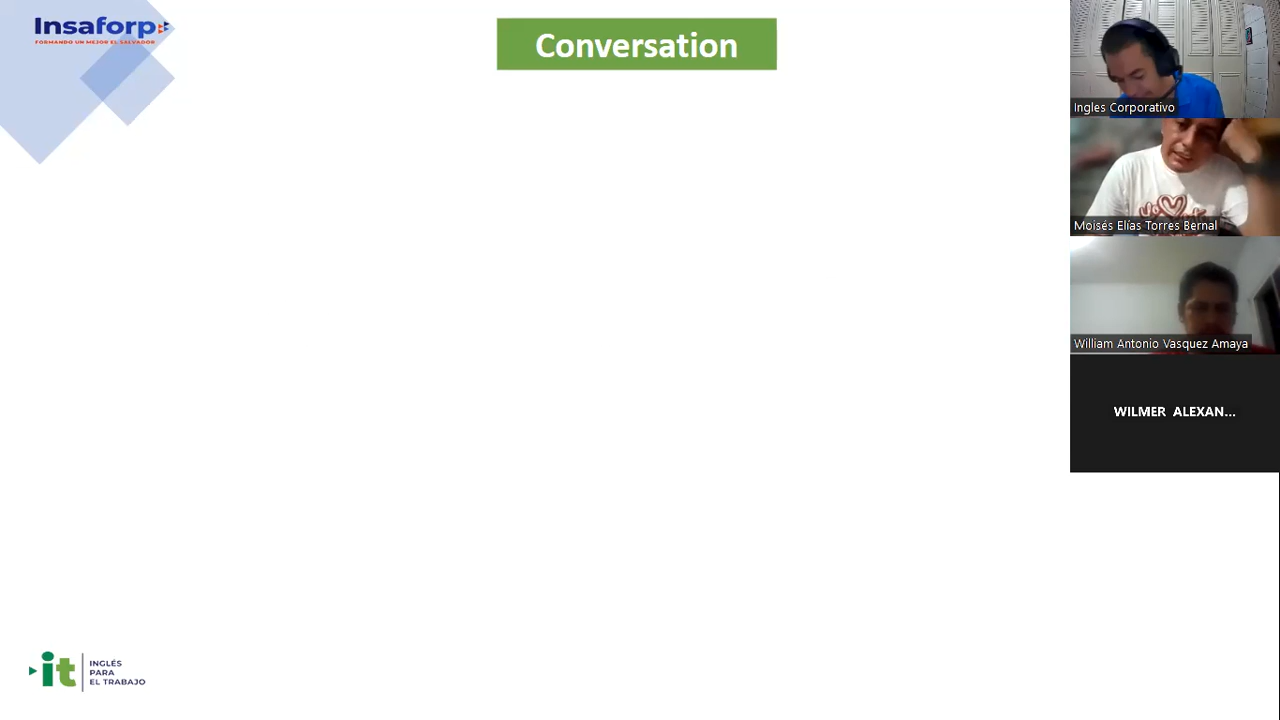 Insaforp
FORMANDO UN MEJOR EL SALVADOR
Conversation
Ingles Corporativo
Moisés Elías Torres Bernal
William Antonio Vasquez Amaya
WILMER ALEXAN...
it
INGLÉS
PARA
EL TRABAJO